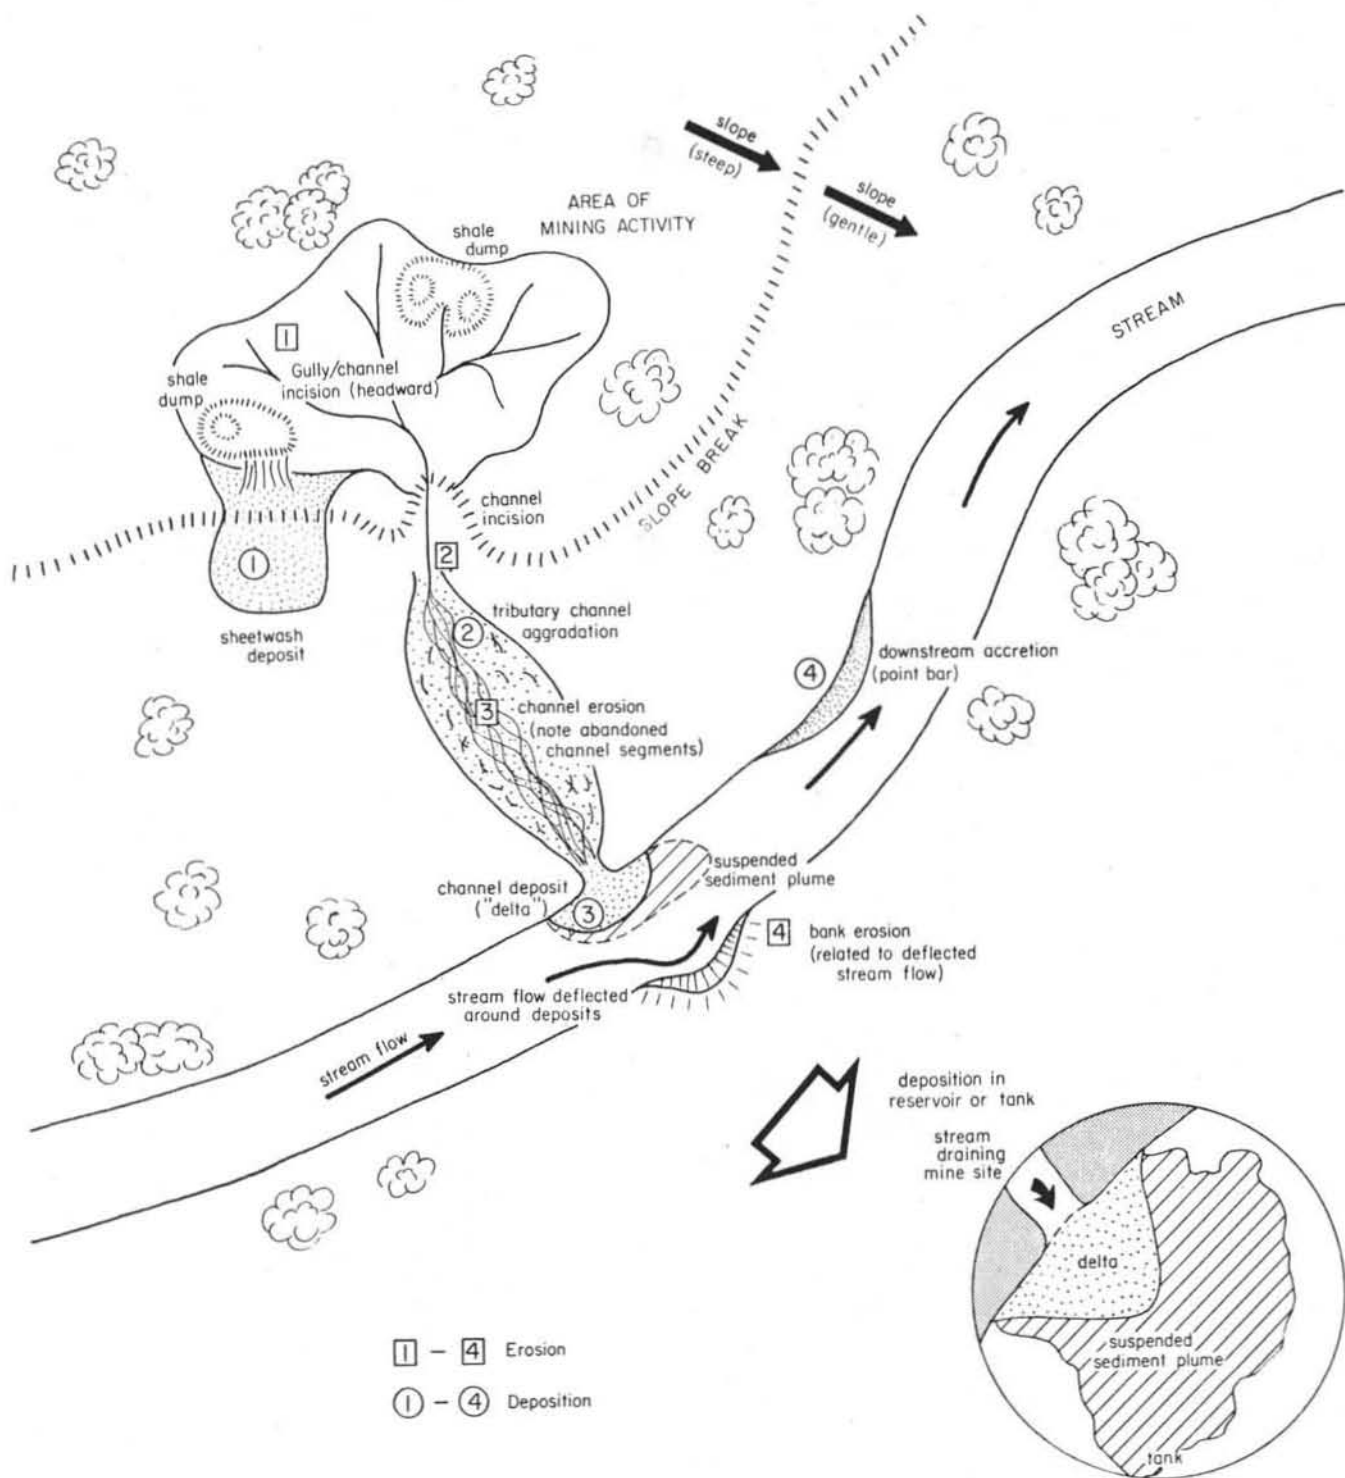 slope
(steep)
slope
(gentle)
AREA OF
MINING ACTIVITY
shale
dump
STREAM
1
Gully/channel
incision (headward)
shale
dump
SLOPE BREAK
channel
incision
2
1
sheetwash
deposit
tributary channel
aggradation
2
4
downstream accretion
(point bar)
3
channel erosion
(note abandoned
channel segments)
suspended
sediment plume
channel deposit
("delta")
3
4
bank erosion
(related to deflected
stream flow)
stream flow deflected
around deposits
stream flow
deposition in
reservoir or tank
stream
draining
mine site
delta
suspended
sediment plume
tank
1 – 4 Erosion
1 – 4 Deposition